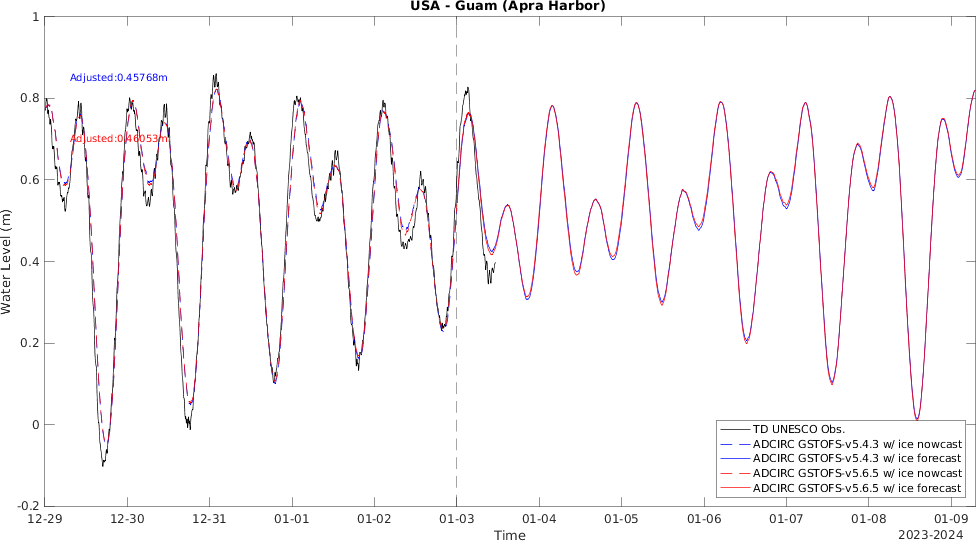 USA - Guam (Apra Harbor)
1
0.8
0.6
0.4
0.2
0
-0.2
Water Level (m)
Adjusted:0.45768m
Adjusted:0.46053m
TD UNESCO Obs.
ADCIRC GSTOFS-v5.4.3 w/ ice nowcast
ADCIRC GSTOFS-v5.4.3 w/ ice forecast
ADCIRC GSTOFS-v5.6.5 w/ ice nowcast
ADCIRC GSTOFS-v5.6.5 w/ ice forecast
12-29 12-30 12-31 01-01 01-02 01-03 01-04 01-05 01-06 01-07 01-08 01-09
Time
2023-2024